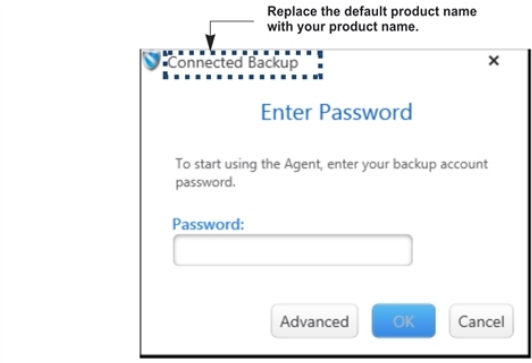 Replace the default product name
with your product name.
Connected Backup
Enter Password
To start using the Agent, enter your backup account
password.
Password:
Advanced OK Cancel